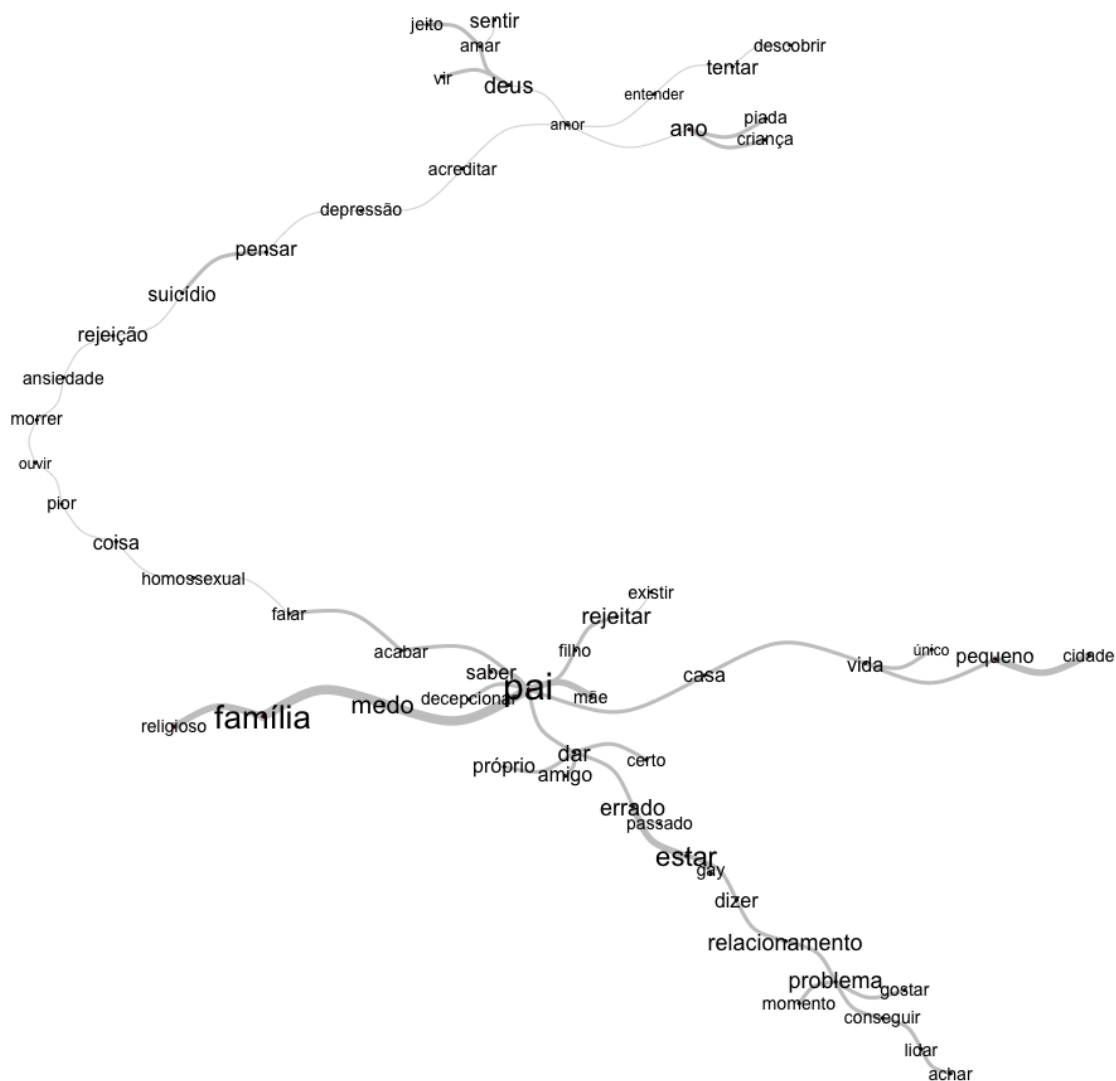 sentir
jeito
amar
descobrir
tentar
vir
deus
entender
piada
amor
ano
criança
acreditar
depressão
pensar
suicídio
rejeição
ansiedade
morrer
ouvir
pior
coisa
homossexual
existir
falar
rejeitar
acabar
filho
único
pequeno
cidade
vida
saber
casa
pai
decepcionar
mãe
medo
família
religioso
dar
certo
próprio
amigo
errado
passado
estar
gay
dizer
relacionamento
problema
gostar
momento
conseguir
lidar
achar